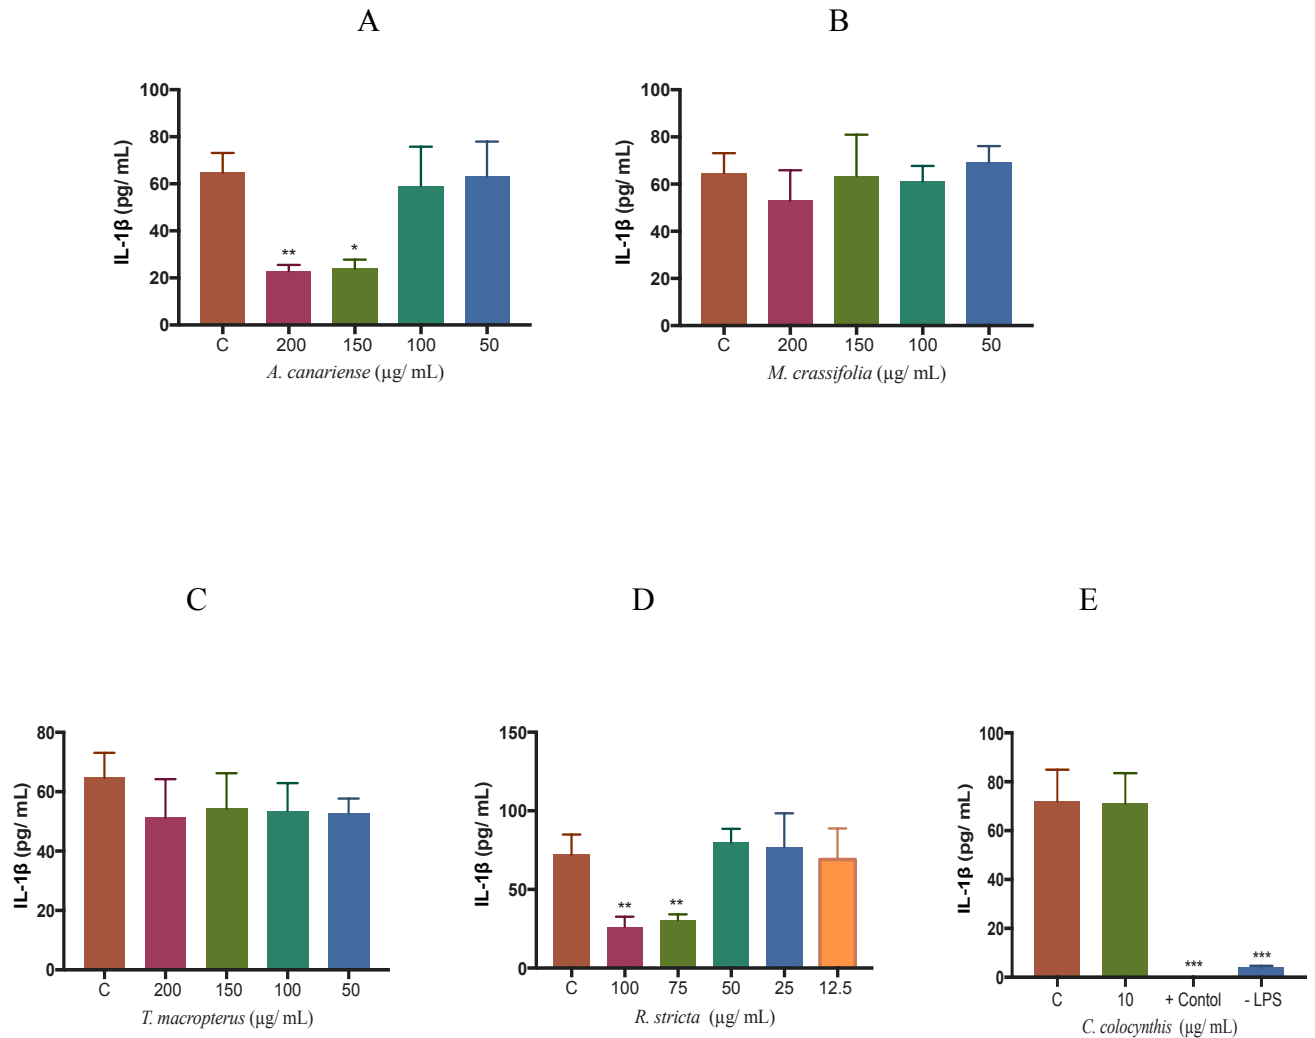 A
B
100
80
60
40
20
0
IL-1β (pg/ mL)
**
*
C 200 150 100 50
A. canariense (µg/ mL)
100
80
60
40
20
0
IL-1β (pg/ mL)
C 200 150 100 50
M. crassifolia (µg/ mL)
C
D
E
80
60
40
20
0
IL-1β (pg/ mL)
C 200 150 100 50
T. macropterus (µg/ mL)
150
100
50
0
IL-1β (pg/ mL)
** **
C 100 75 50 25 12.5
R. stricta (µg/ mL)
100
80
60
40
20
0
IL-1β (pg/ mL)
*** ***
C 10 + Contol - LPS
C. colocynthis (µg/ mL)